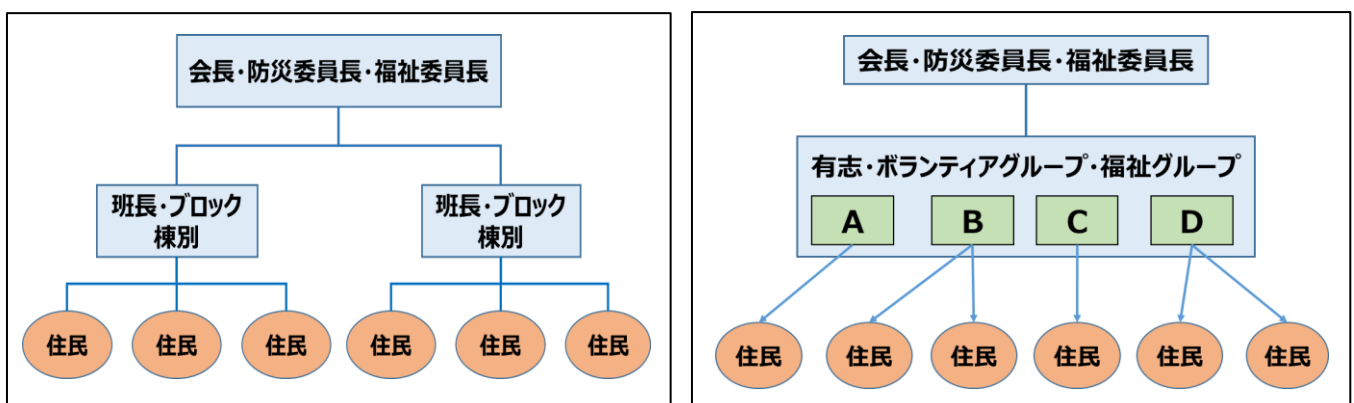 会長・防災委員長・福祉委員長
班長・ブロック
棟別
班長・ブロック
棟別
住民
住民
住民
住民
住民
住民
会長・防災委員長・福祉委員長
有志・ボランティアグループ・福祉グループ
A
B
C
D
住民
住民
住民
住民
住民
住民